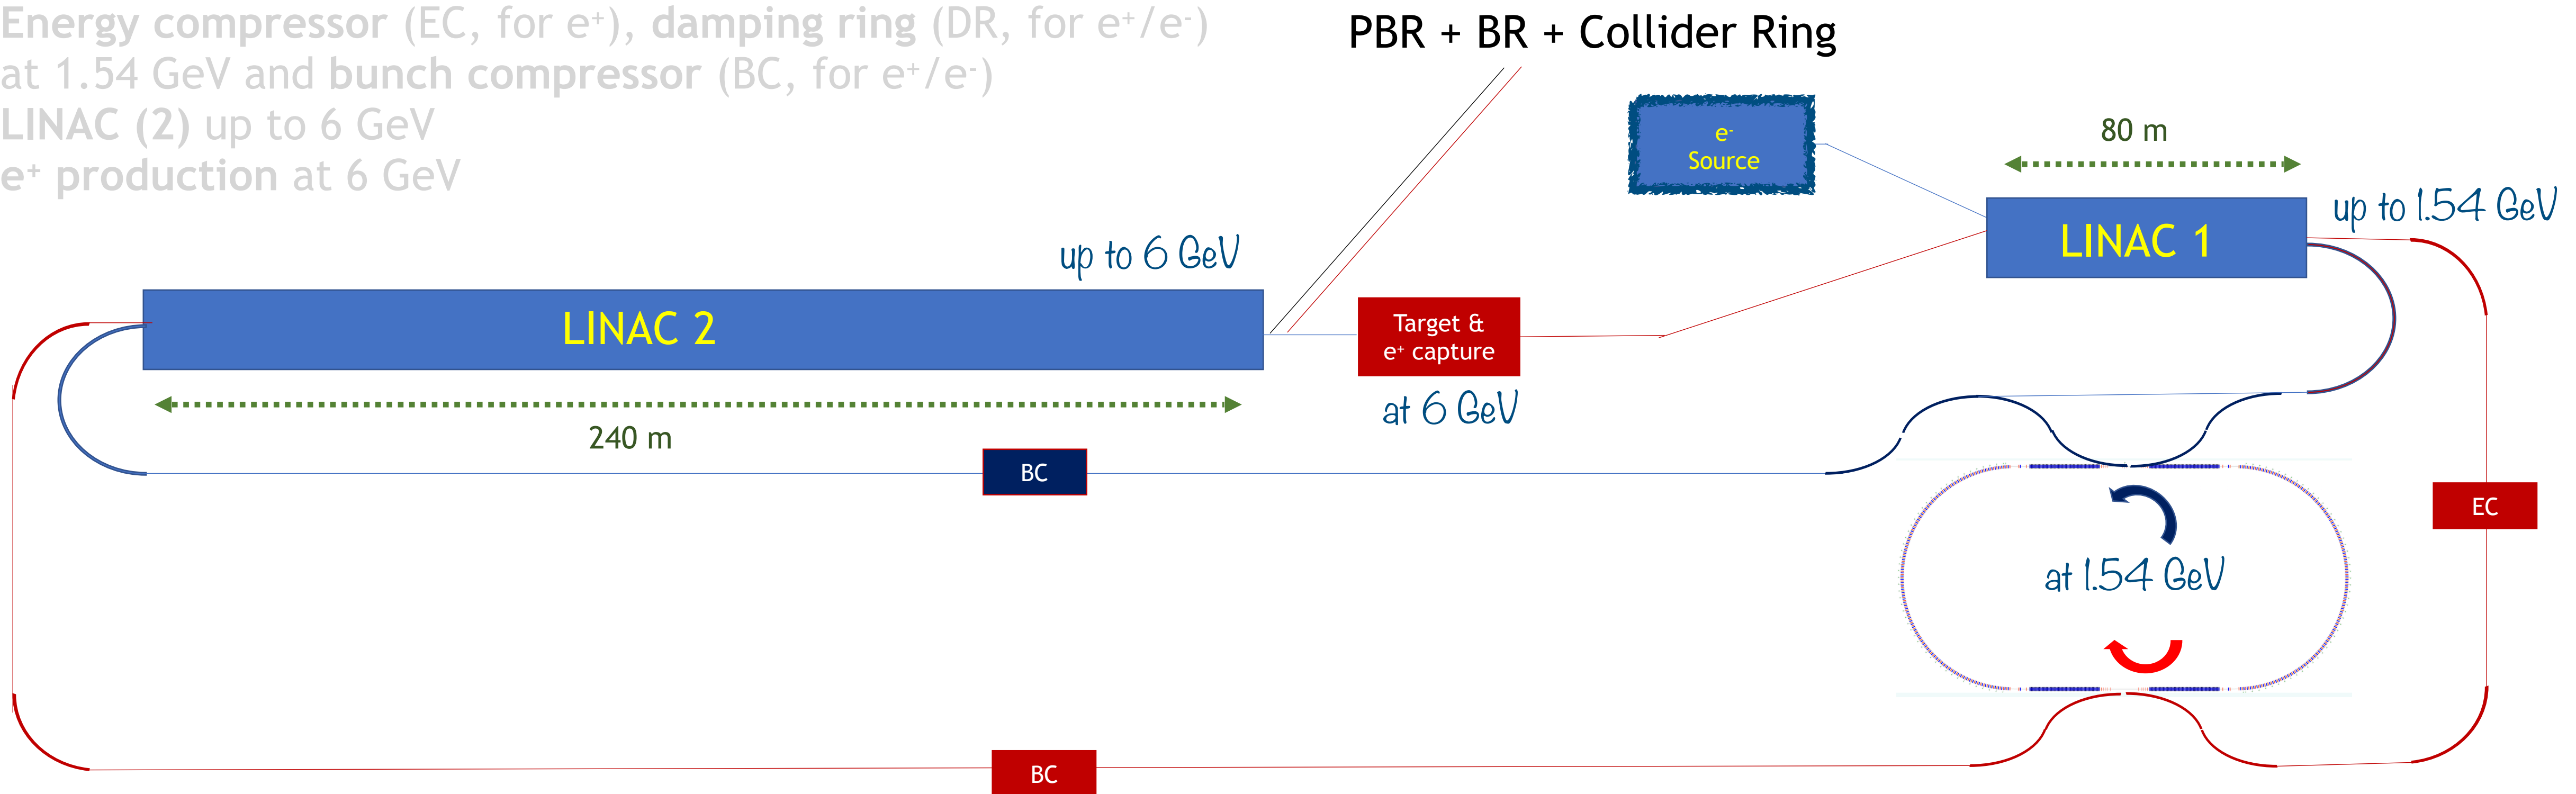 Energy compressor (EC, for e⁺), damping ring (DR, for e⁺/e⁻)
at 1.54 GeV and bunch compressor (BC, for e⁺/e⁻)
LINAC (2) up to 6 GeV
e⁺ production at 6 GeV
PBR + BR + Collider Ring
e⁻
Source
80 m
up to 1.54 GeV
LINAC 1
up to 6 GeV
LINAC 2
Target &
e⁺ capture
at 6 GeV
240 m
BC
EC
at 1.54 GeV
BC